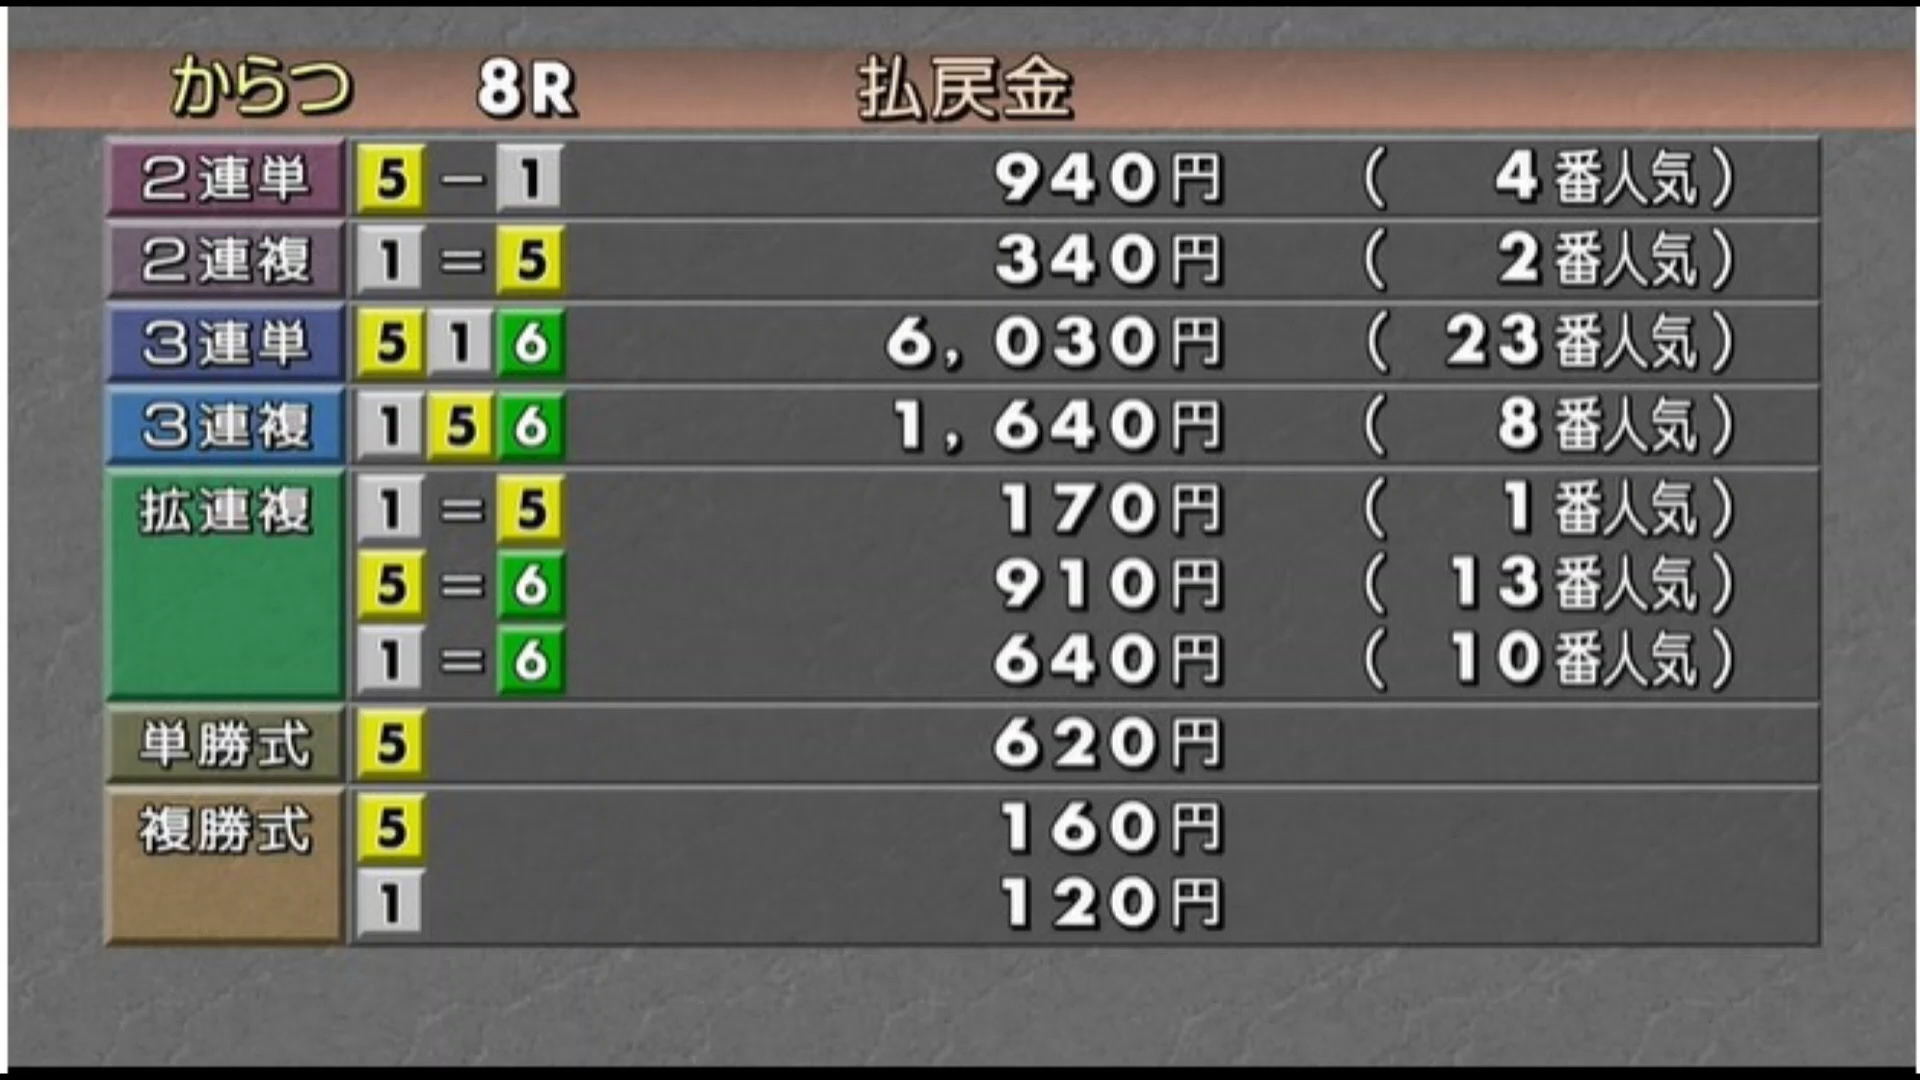 からつ 8R 払戻金
2連単 5－1 940円 (4番人気)
2連複 1＝5 340円 (2番人気)
3連単 5 1 6 6,030円 (23番人気)
3連複 1 5 6 1,640円 (8番人気)
拡連複 1＝5 170円 (1番人気)
5＝6 910円 (13番人気)
1＝6 640円 (10番人気)
単勝式 5 620円
複勝式 5 160円
1 120円